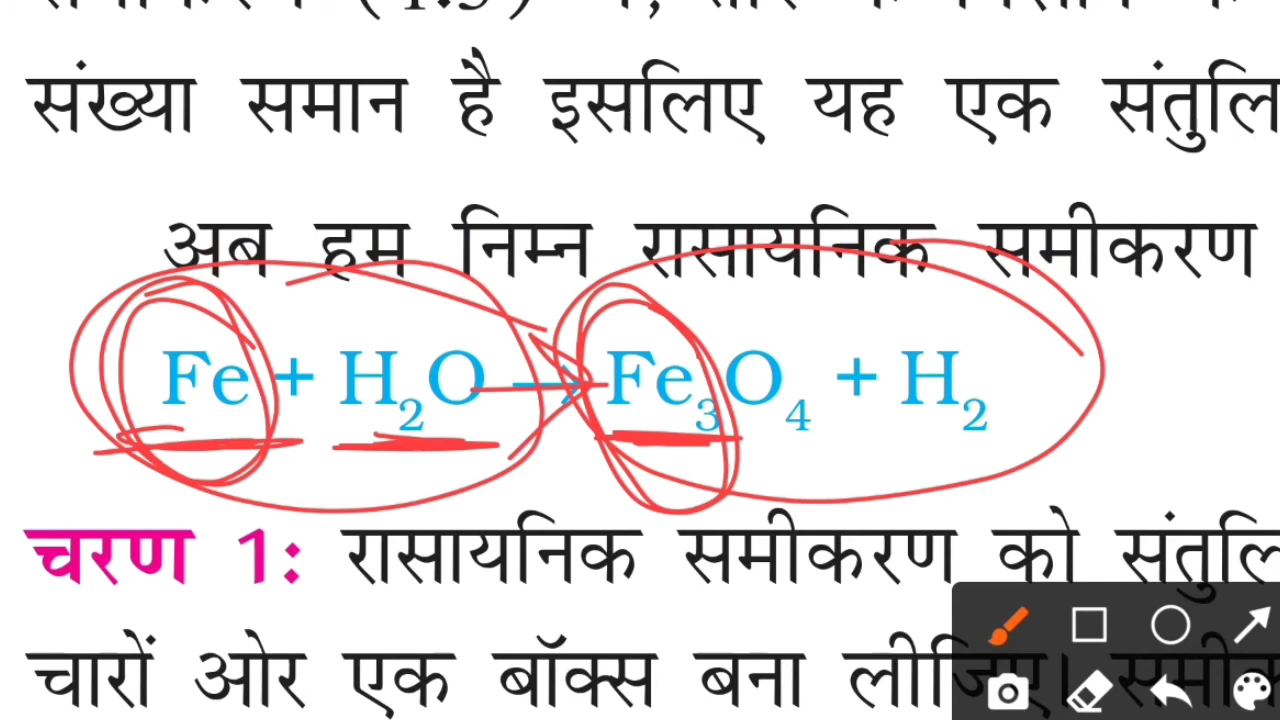 संख्या समान है इसलिए यह एक
अब हम निम्न रासायनिक समीकरण
Fe + H₂O → Fe₃O₄ + H₂
चरण 1: रासायनिक समीकरण को
चारों ओर एक बॉक्स बना लीजिए।